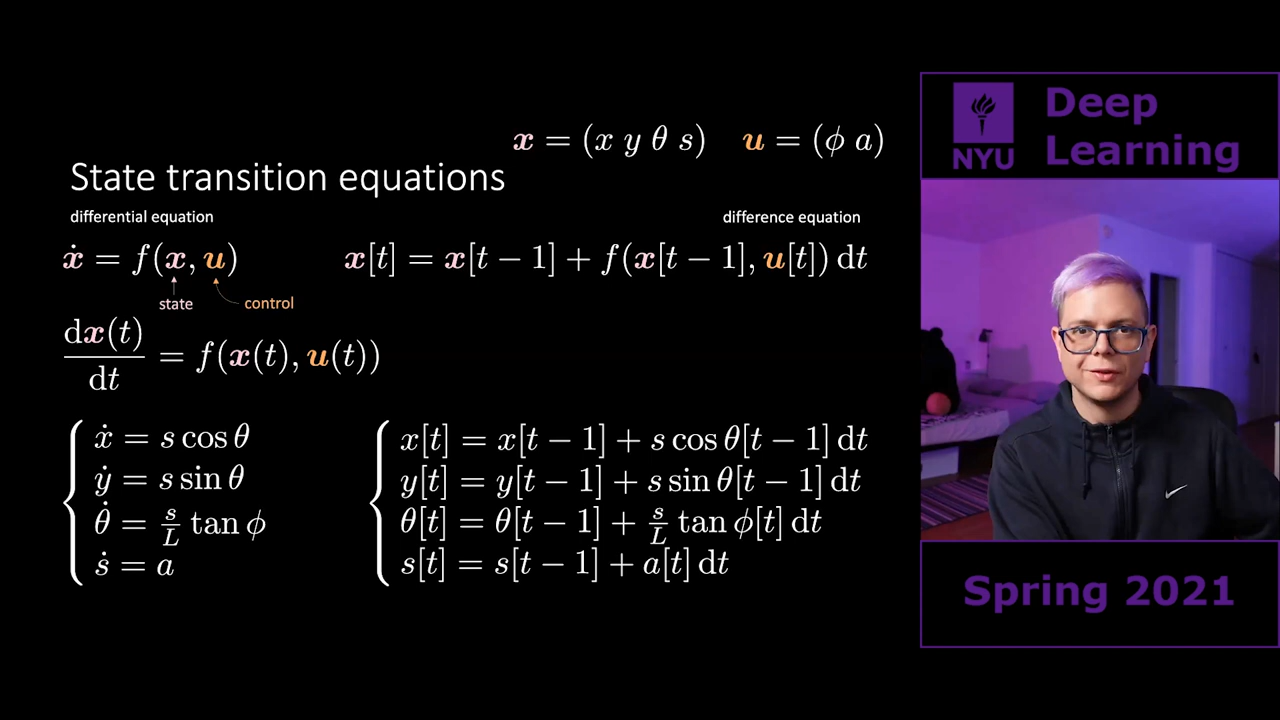 x = (x y θ s) u = (ϕ a)
State transition equations
differential equation
ẋ = f(x, u)
state
control
dx(t)/dt = f(x(t), u(t))
ẋ = s cos θ
ẏ = s sin θ
θ̇ = s/L tan ϕ
ṡ = a
difference equation
x[t] = x[t − 1] + f(x[t − 1], u[t]) dt
x[t] = x[t − 1] + s cos θ[t − 1] dt
y[t] = y[t − 1] + s sin θ[t − 1] dt
θ[t] = θ[t − 1] + s/L tan ϕ[t] dt
s[t] = s[t − 1] + a[t] dt
NYU
Deep
Learning
Spring 2021